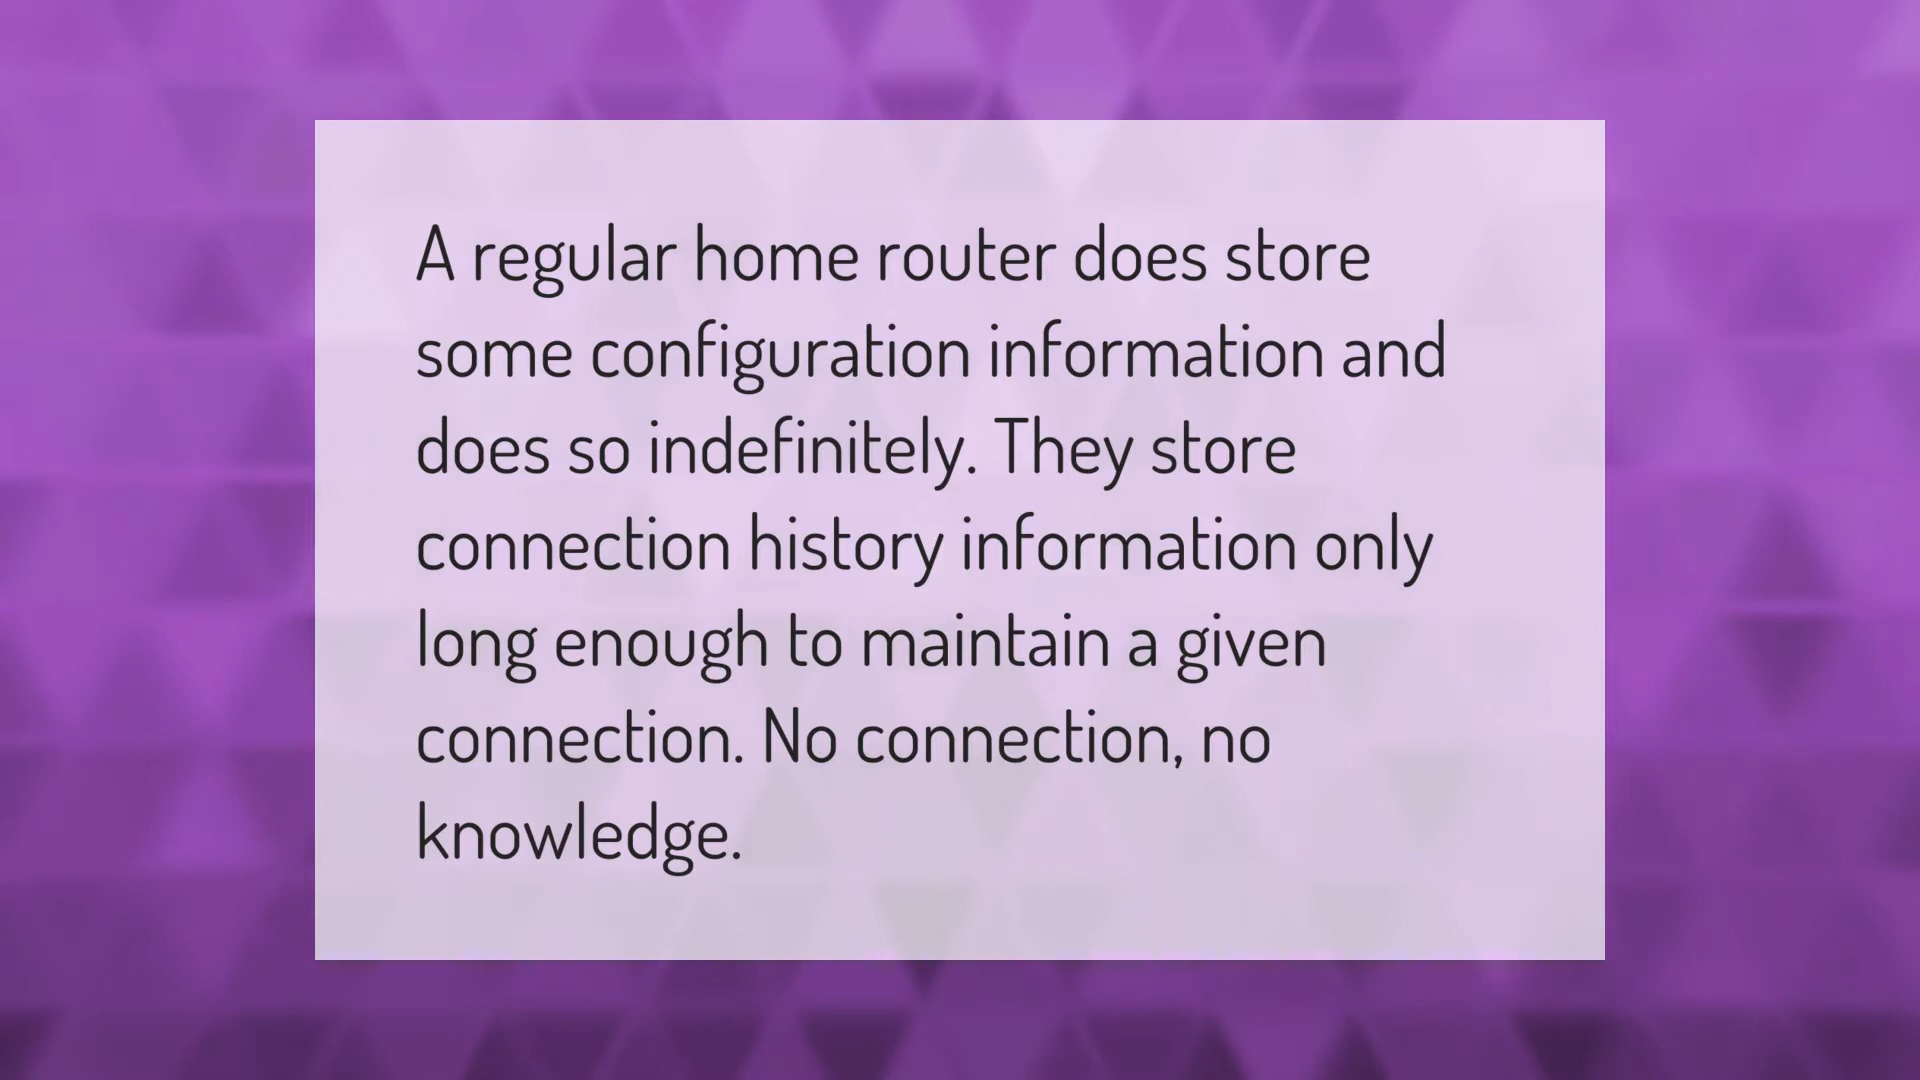 A regular home router does store
some configuration information and
does so indefinitely. They store
connection history information only
long enough to maintain a given
connection. No connection, no
knowledge.